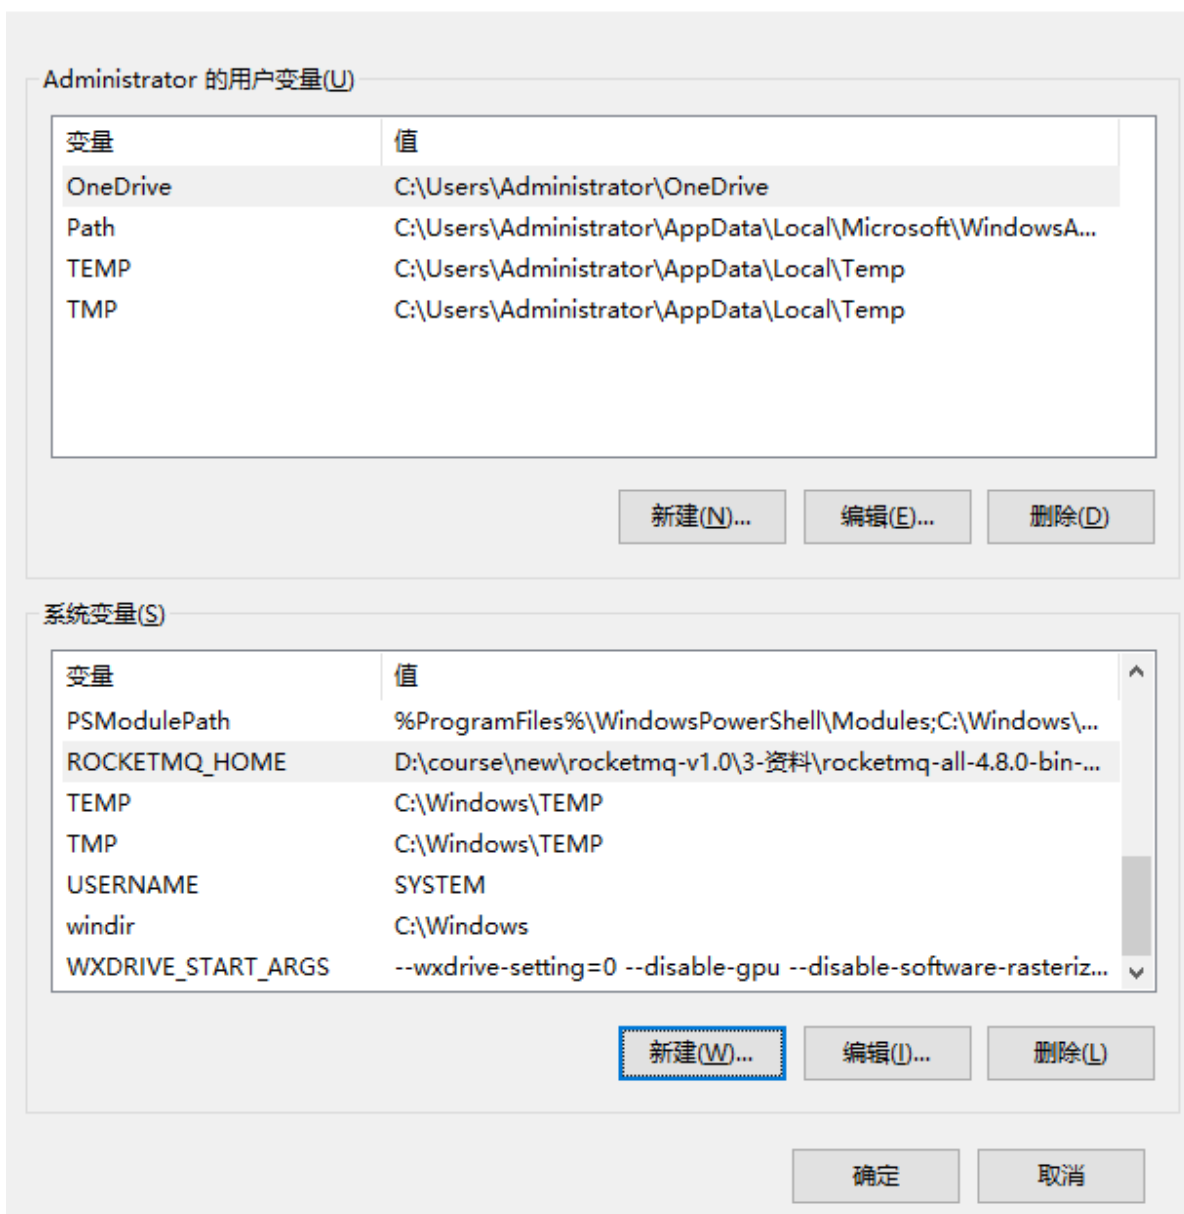 Administrator 的用户变量(U)
变量 值
OneDrive C:\Users\Administrator\OneDrive
Path C:\Users\Administrator\AppData\Local\Microsoft\WindowsA...
TEMP C:\Users\Administrator\AppData\Local\Temp
TMP C:\Users\Administrator\AppData\Local\Temp
新建(N)... 编辑(E)... 删除(D)
系统变量(S)
变量 值
PSModulePath %ProgramFiles%\WindowsPowerShell\Modules;C:\Windows\...
ROCKETMQ_HOME D:\course\new\rocketmq-v1.0\3-资料\rocketmq-all-4.8.0-bin-...
TEMP C:\Windows\TEMP
TMP C:\Windows\TEMP
USERNAME SYSTEM
windir C:\Windows
WXDRIVE_START_ARGS --wxdrive-setting=0 --disable-gpu --disable-software-rasteriz...
新建(W)... 编辑(I)... 删除(L)
确定 取消